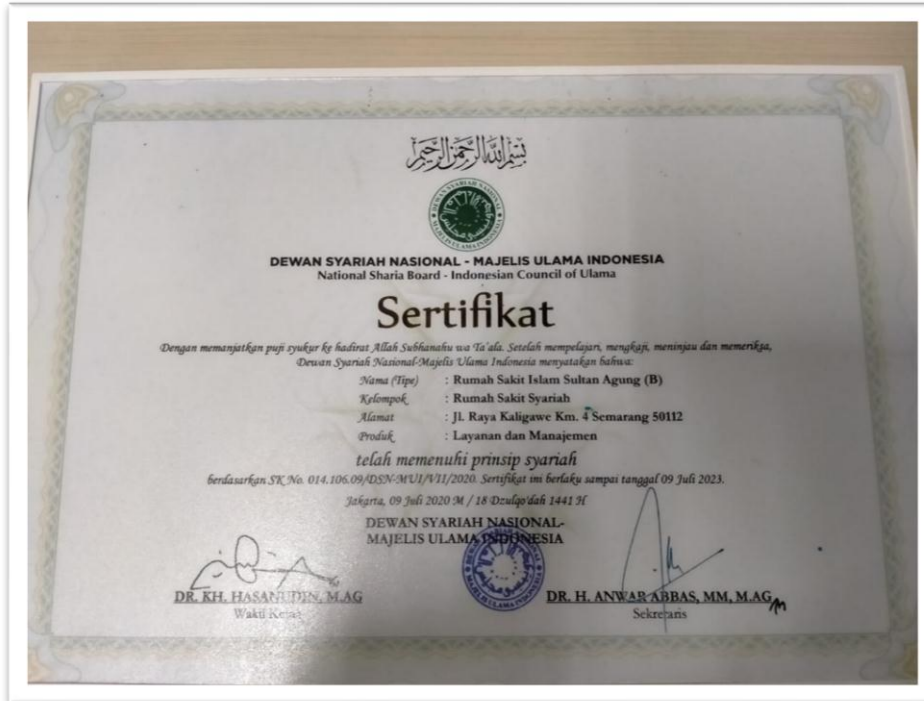 بسم الله الرحمن الرحيم
DEWAN SYARIAH NASIONAL
MAJELIS ULAMA INDONESIA
DEWAN SYARIAH NASIONAL - MAJELIS ULAMA INDONESIA
National Sharia Board - Indonesian Council of Ulama
Sertifikat
Dengan memanjatkan puji syukur ke hadirat Allah Subhanahu wa Ta'ala. Setelah mempelajari, mengkaji, meninjau dan memeriksa,
Dewan Syariah Nasional-Majelis Ulama Indonesia menyatakan bahwa:
Nama (Tipe) : Rumah Sakit Islam Sultan Agung (B)
Kelompok : Rumah Sakit Syariah
Alamat : Jl. Raya Kaligawe Km. 4 Semarang 50112
Produk : Layanan dan Manajemen
telah memenuhi prinsip syariah
berdasarkan SK No. 014.106.09/DSN-MUI/VII/2020. Sertifikat ini berlaku sampai tanggal 09 Juli 2023.
Jakarta, 09 Juli 2020 M / 18 Dzulqo'dah 1441 H
DEWAN SYARIAH NASIONAL-
MAJELIS ULAMA INDONESIA
DR. KH. HASANUDIN, M.AG
Wakil Ketua
DR. H. ANWAR ABBAS, MM, M.AG
Sekretaris